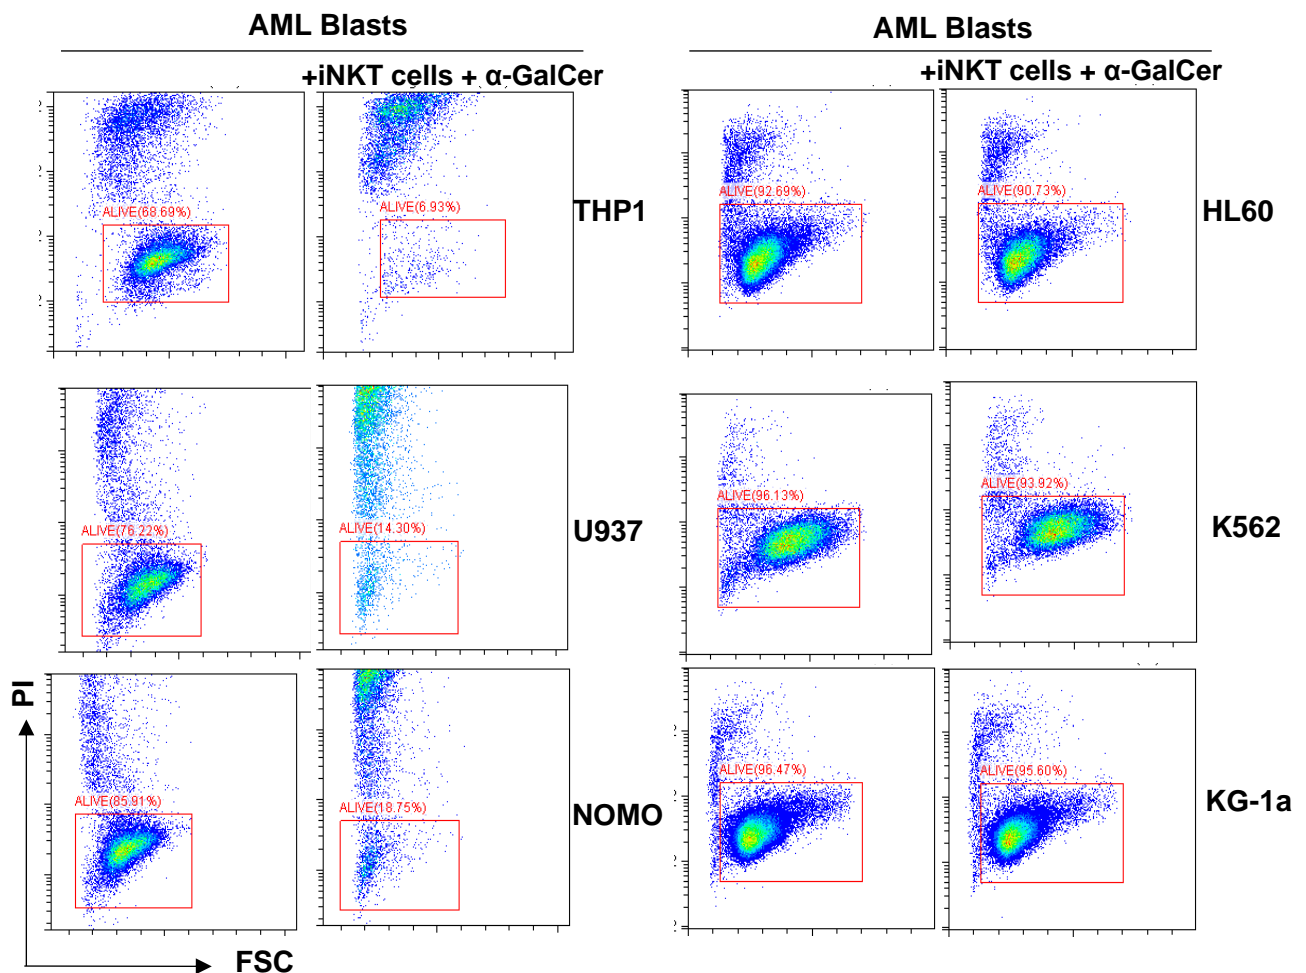 AML Blasts
+iNKT cells + α-GalCer
ALIVE(68.69%)
ALIVE(6.93%)
THP1
ALIVE(76.22%)
ALIVE(14.30%)
U937
PI
ALIVE(85.91%)
ALIVE(18.75%)
NOMO
FSC
AML Blasts
+iNKT cells + α-GalCer
ALIVE(92.69%)
ALIVE(90.73%)
HL60
ALIVE(96.13%)
ALIVE(93.92%)
K562
ALIVE(96.47%)
ALIVE(95.60%)
KG-1a